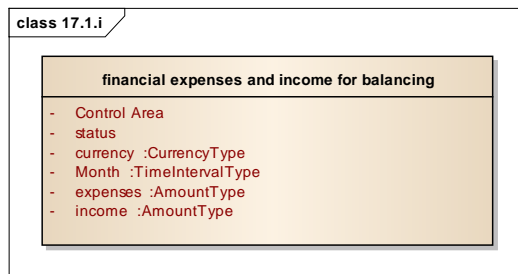 class 17.1.i
financial expenses and income for balancing
- Control Area
- status
- currency :CurrencyType
- Month :TimeIntervalType
- expenses :AmountType
- income :AmountType